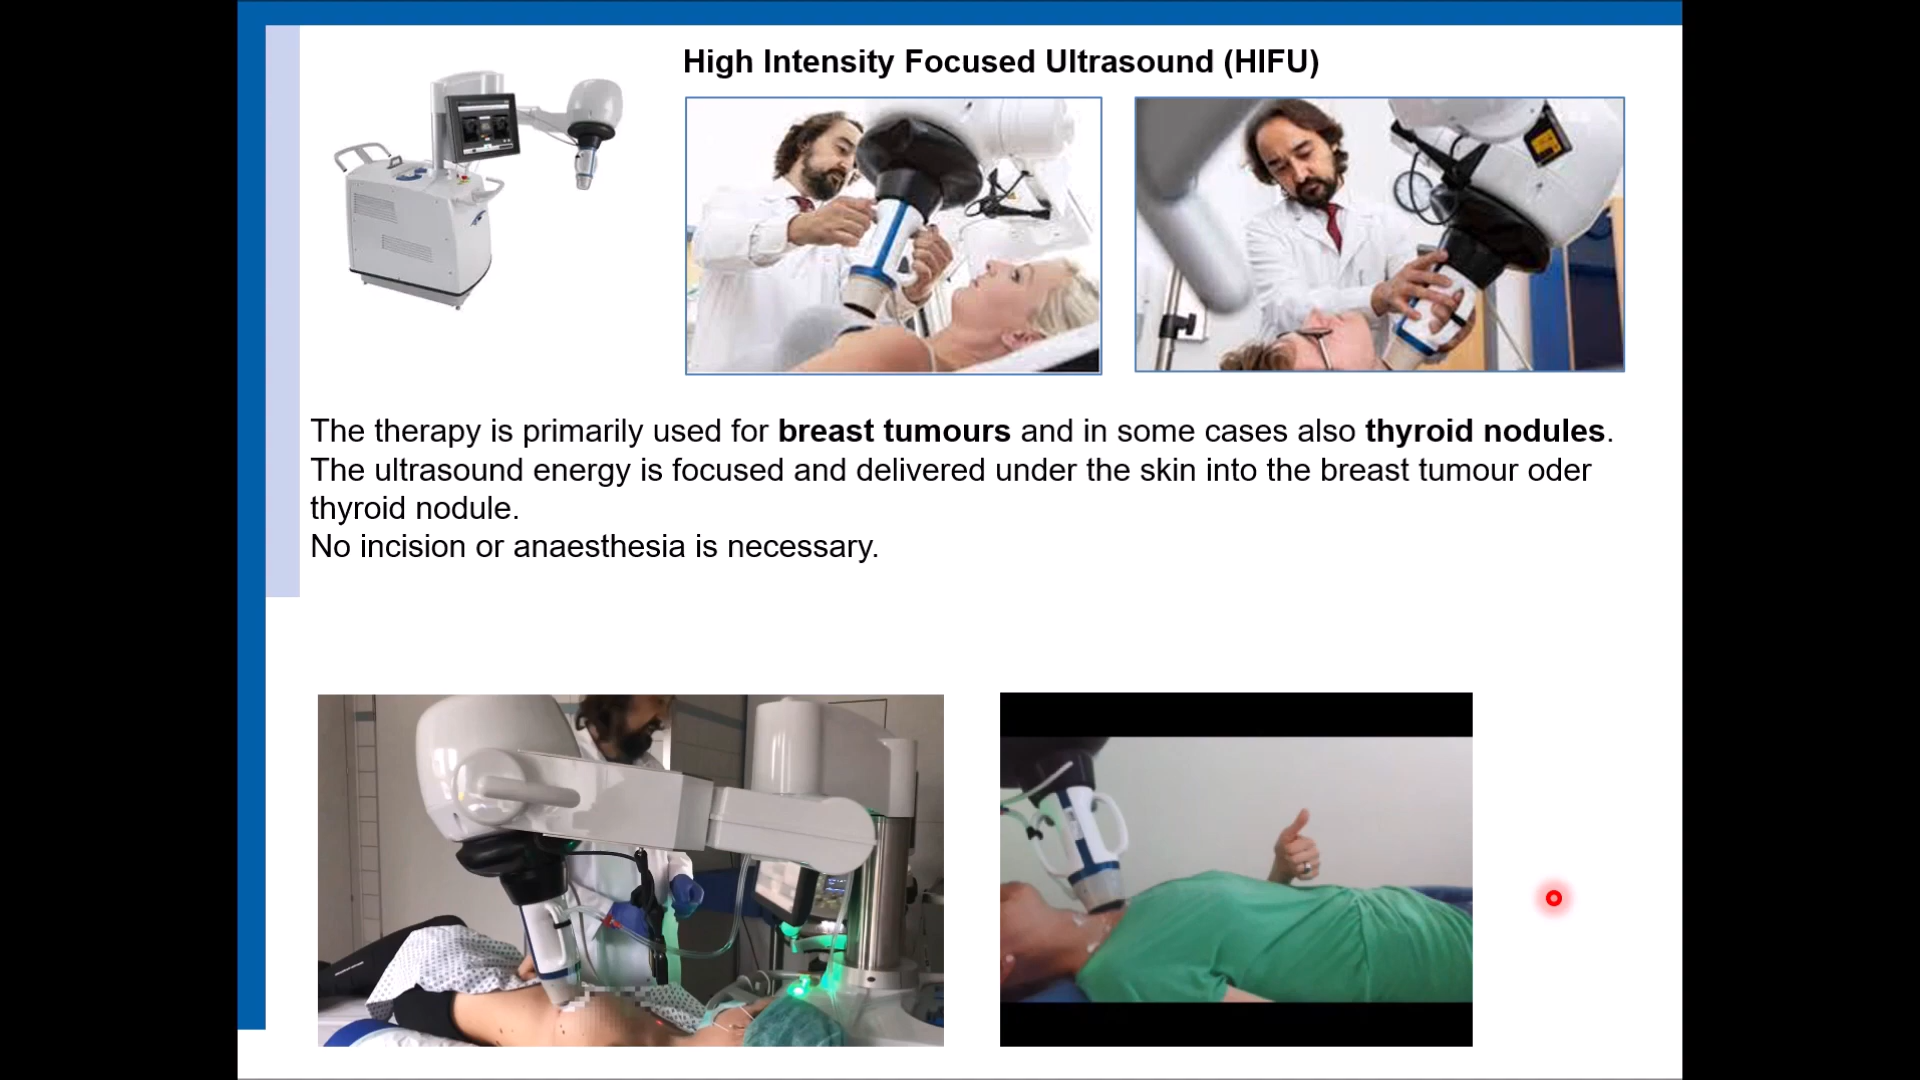 High Intensity Focused Ultrasound (HIFU)
The therapy is primarily used for breast tumours and in some cases also thyroid nodules.
The ultrasound energy is focused and delivered under the skin into the breast tumour oder
thyroid nodule.
No incision or anaesthesia is necessary.